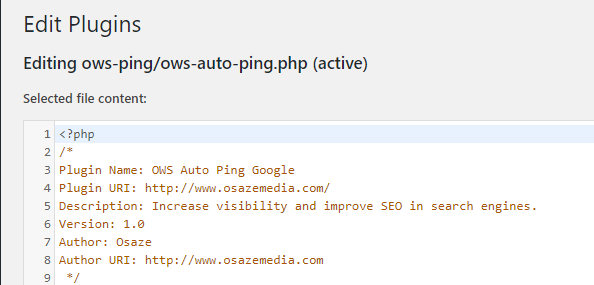 Edit Plugins
Editing ows-ping/ows-auto-ping.php (active)
Selected file content:
1 <?php
2 /*
3 Plugin Name: OWS Auto Ping Google
4 Plugin URI: http://www.osazemedia.com/
5 Description: Increase visibility and improve SEO in search engines.
6 Version: 1.0
7 Author: Osaze
8 Author URI: http://www.osazemedia.com
9 */